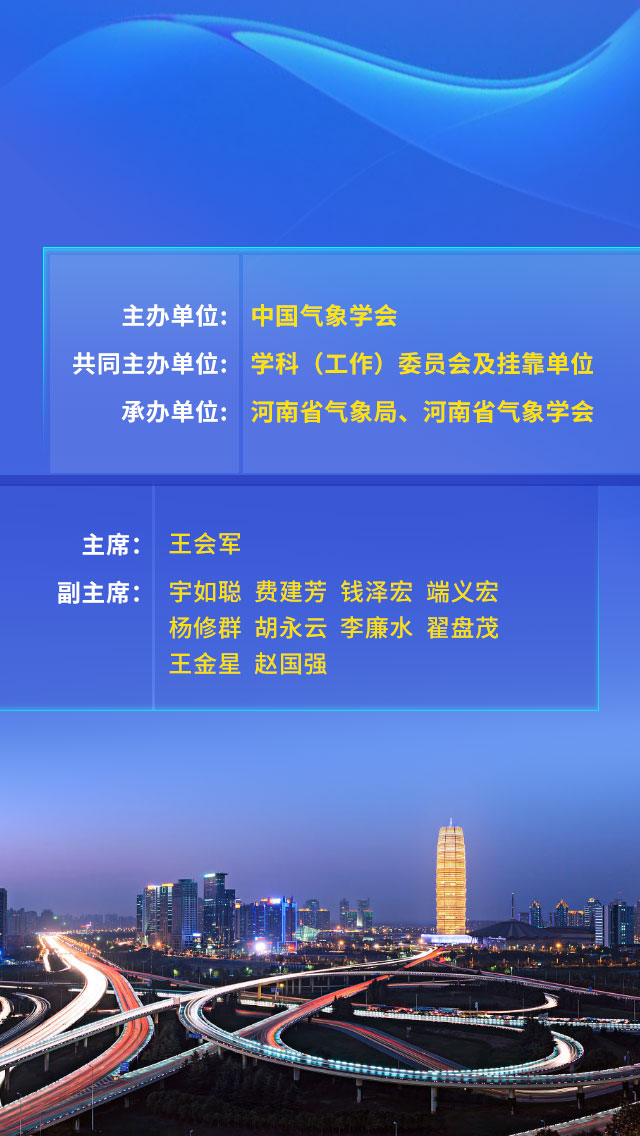 主办单位: 中国气象学会
共同主办单位: 学科（工作）委员会及挂靠单位
承办单位: 河南省气象局、河南省气象学会
主席： 王会军
副主席： 宇如聪 费建芳 钱泽宏 端义宏
杨修群 胡永云 李廉水 翟盘茂
王金星 赵国强